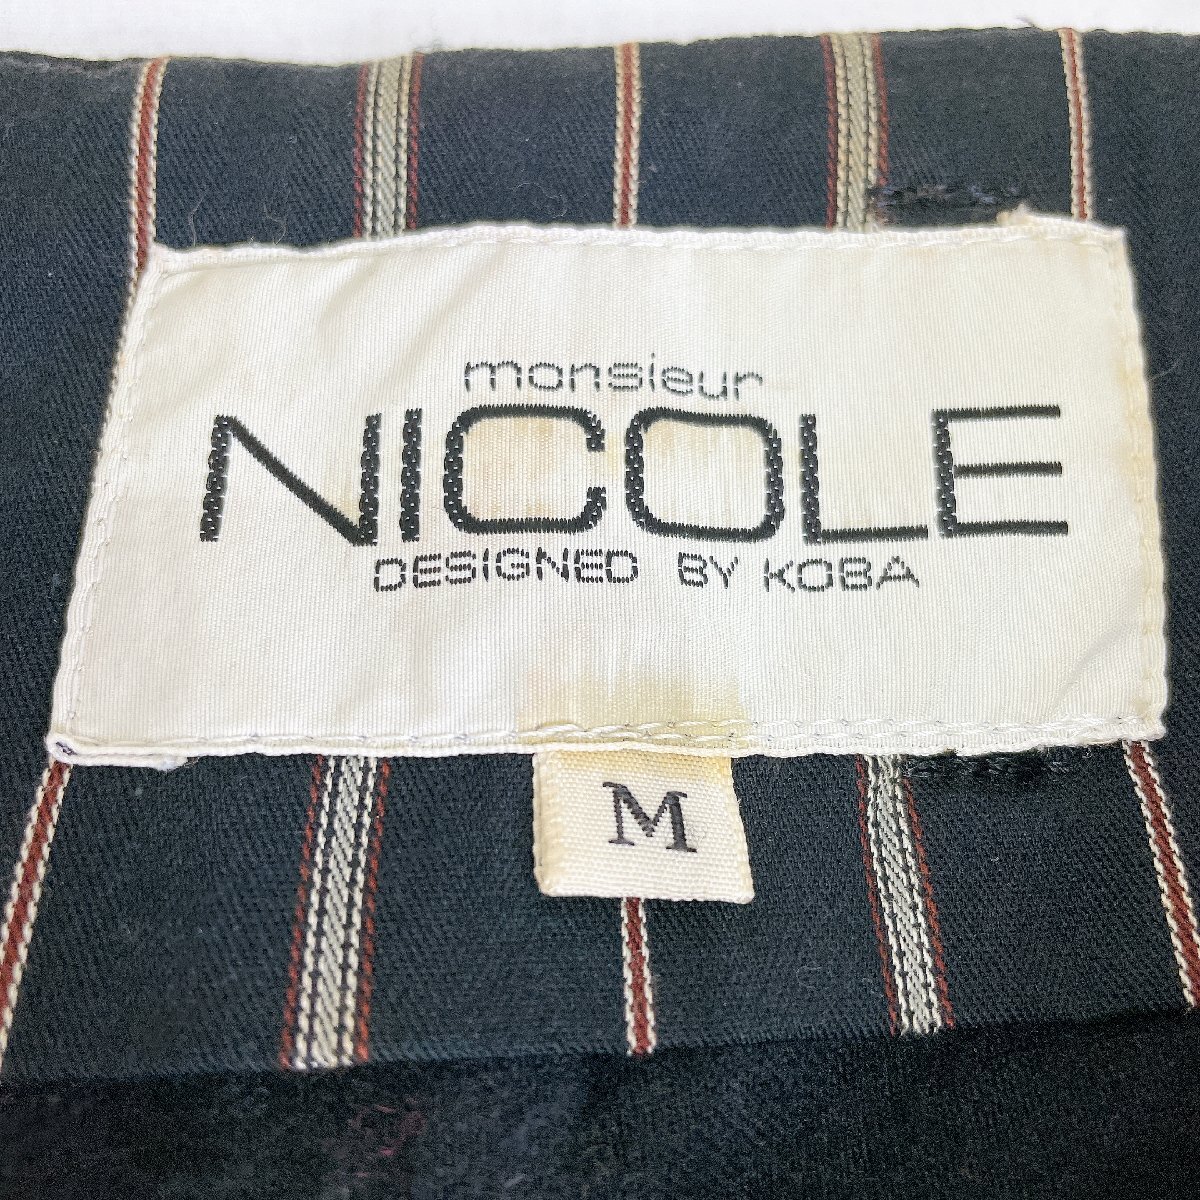 monsieur
NICOLE
DESIGNED BY KOBA
M